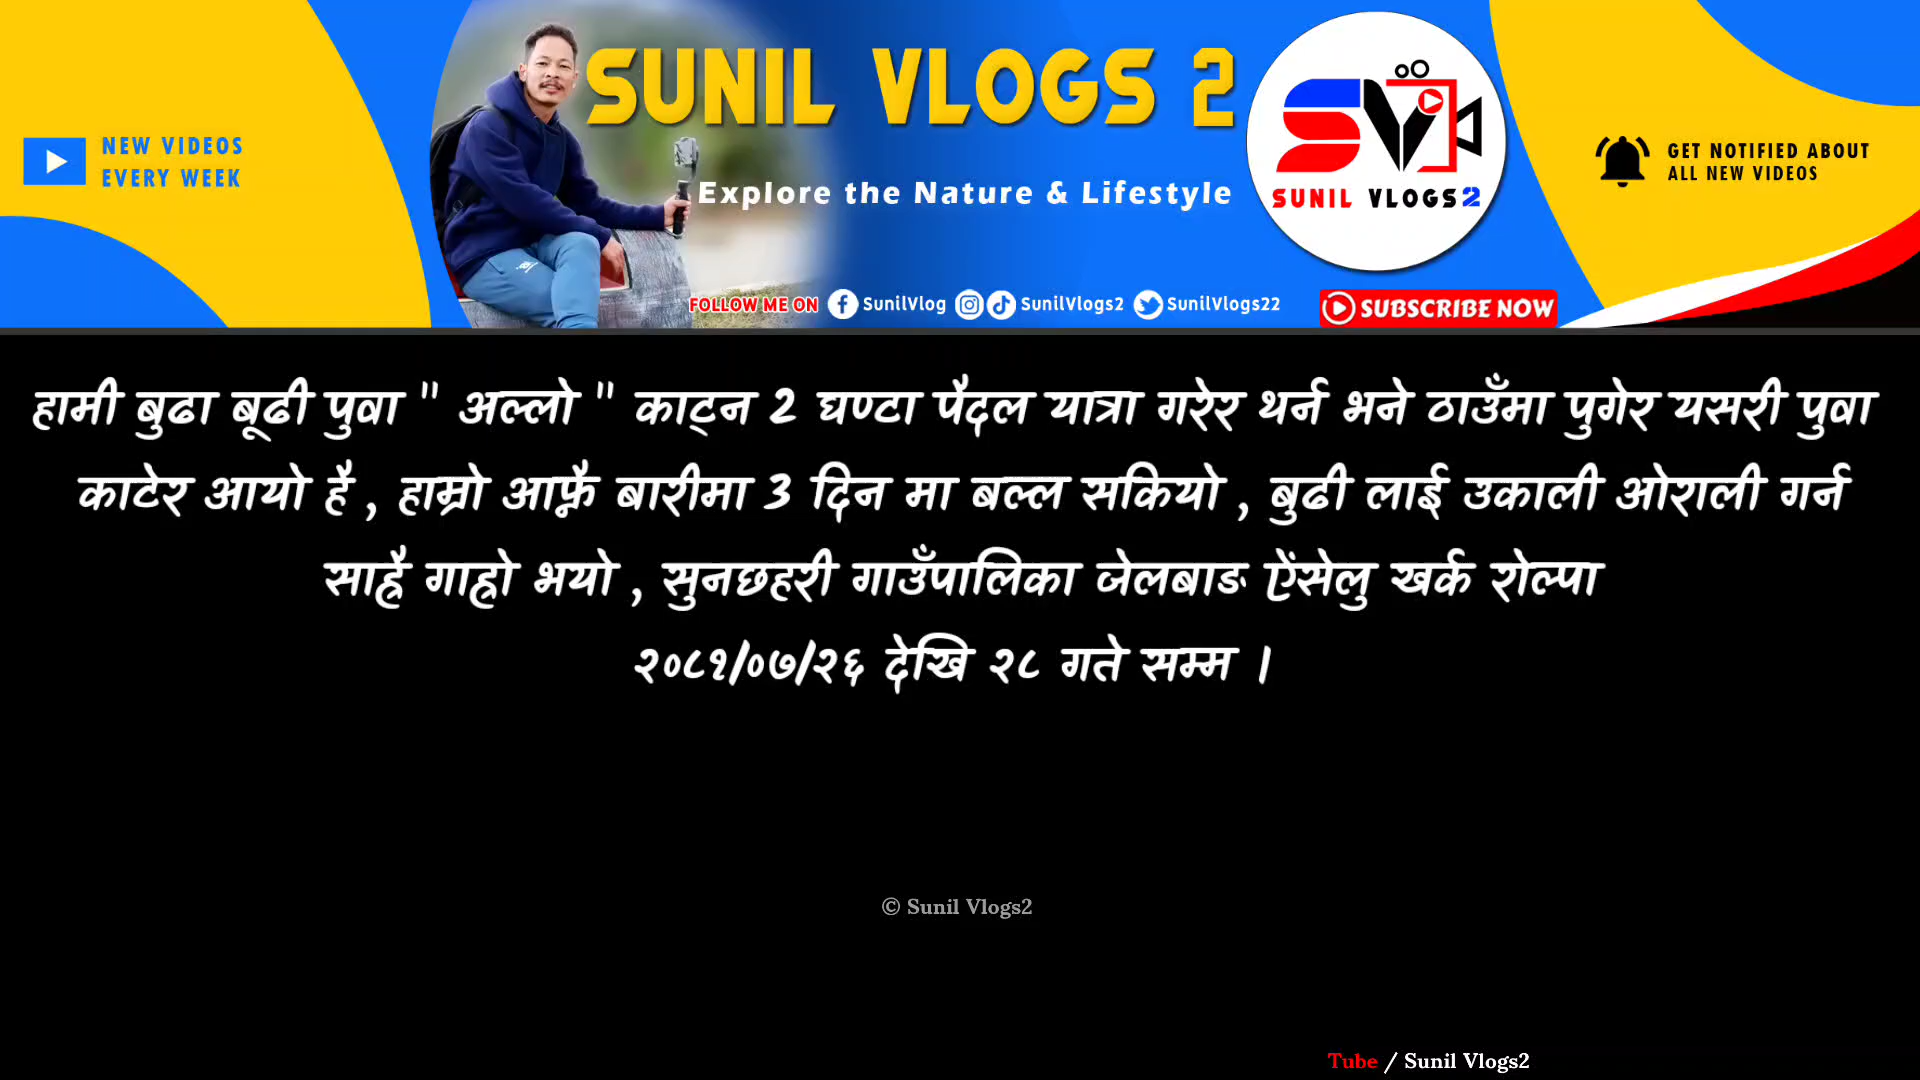 NEW VIDEOS
EVERY WEEK
SUNIL VLOGS 2
Explore the Nature & Lifestyle
FOLLOW ME ON SunilVlog SunilVlogs2 SunilVlogs22
SV
SUNIL VLOGS2
SUBSCRIBE NOW
GET NOTIFIED ABOUT
ALL NEW VIDEOS
हामी बुढा बूढी पुवा " अल्लो " काट्न 2 घण्टा पैदल यात्रा गरेर थर्न भने ठाउँमा पुगेर यसरी पुवा
काटेर आयो है , हाम्रो आफ्नै बारीमा 3 दिन मा बल्ल सकियो , बुढी लाई उकाली ओराली गर्न
साह्रै गाह्रो भयो , सुनछहरी गाउँपालिका जेलबाङ ऐंसेलु खर्क रोल्पा
२०८१/०७/२६ देखि २८ गते सम्म ।
© Sunil Vlogs2
Tube / Sunil Vlogs2